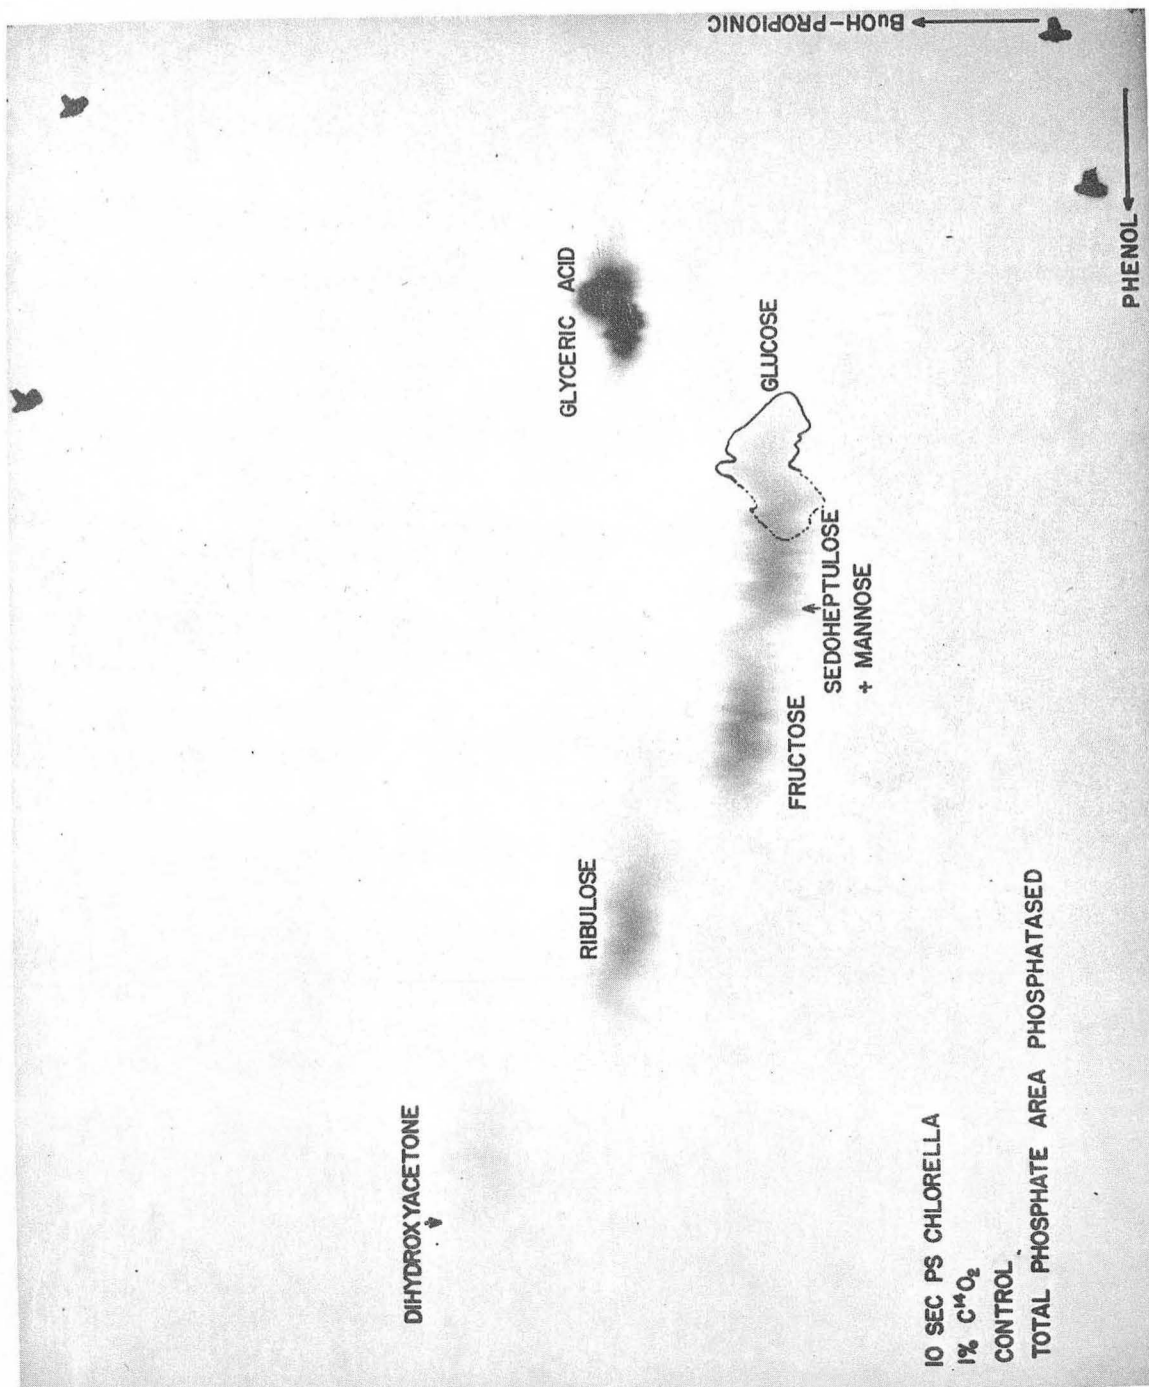 BuOH-PROPIONIC
PHENOL
GLYCERIC ACID
GLUCOSE
SEDOHEPTULOSE
+ MANNOSE
FRUCTOSE
RIBULOSE
DIHYDROXYACETONE
10 SEC PS CHLORELLA
1% C¹⁴O₂
CONTROL
TOTAL PHOSPHATE AREA PHOSPHATASED